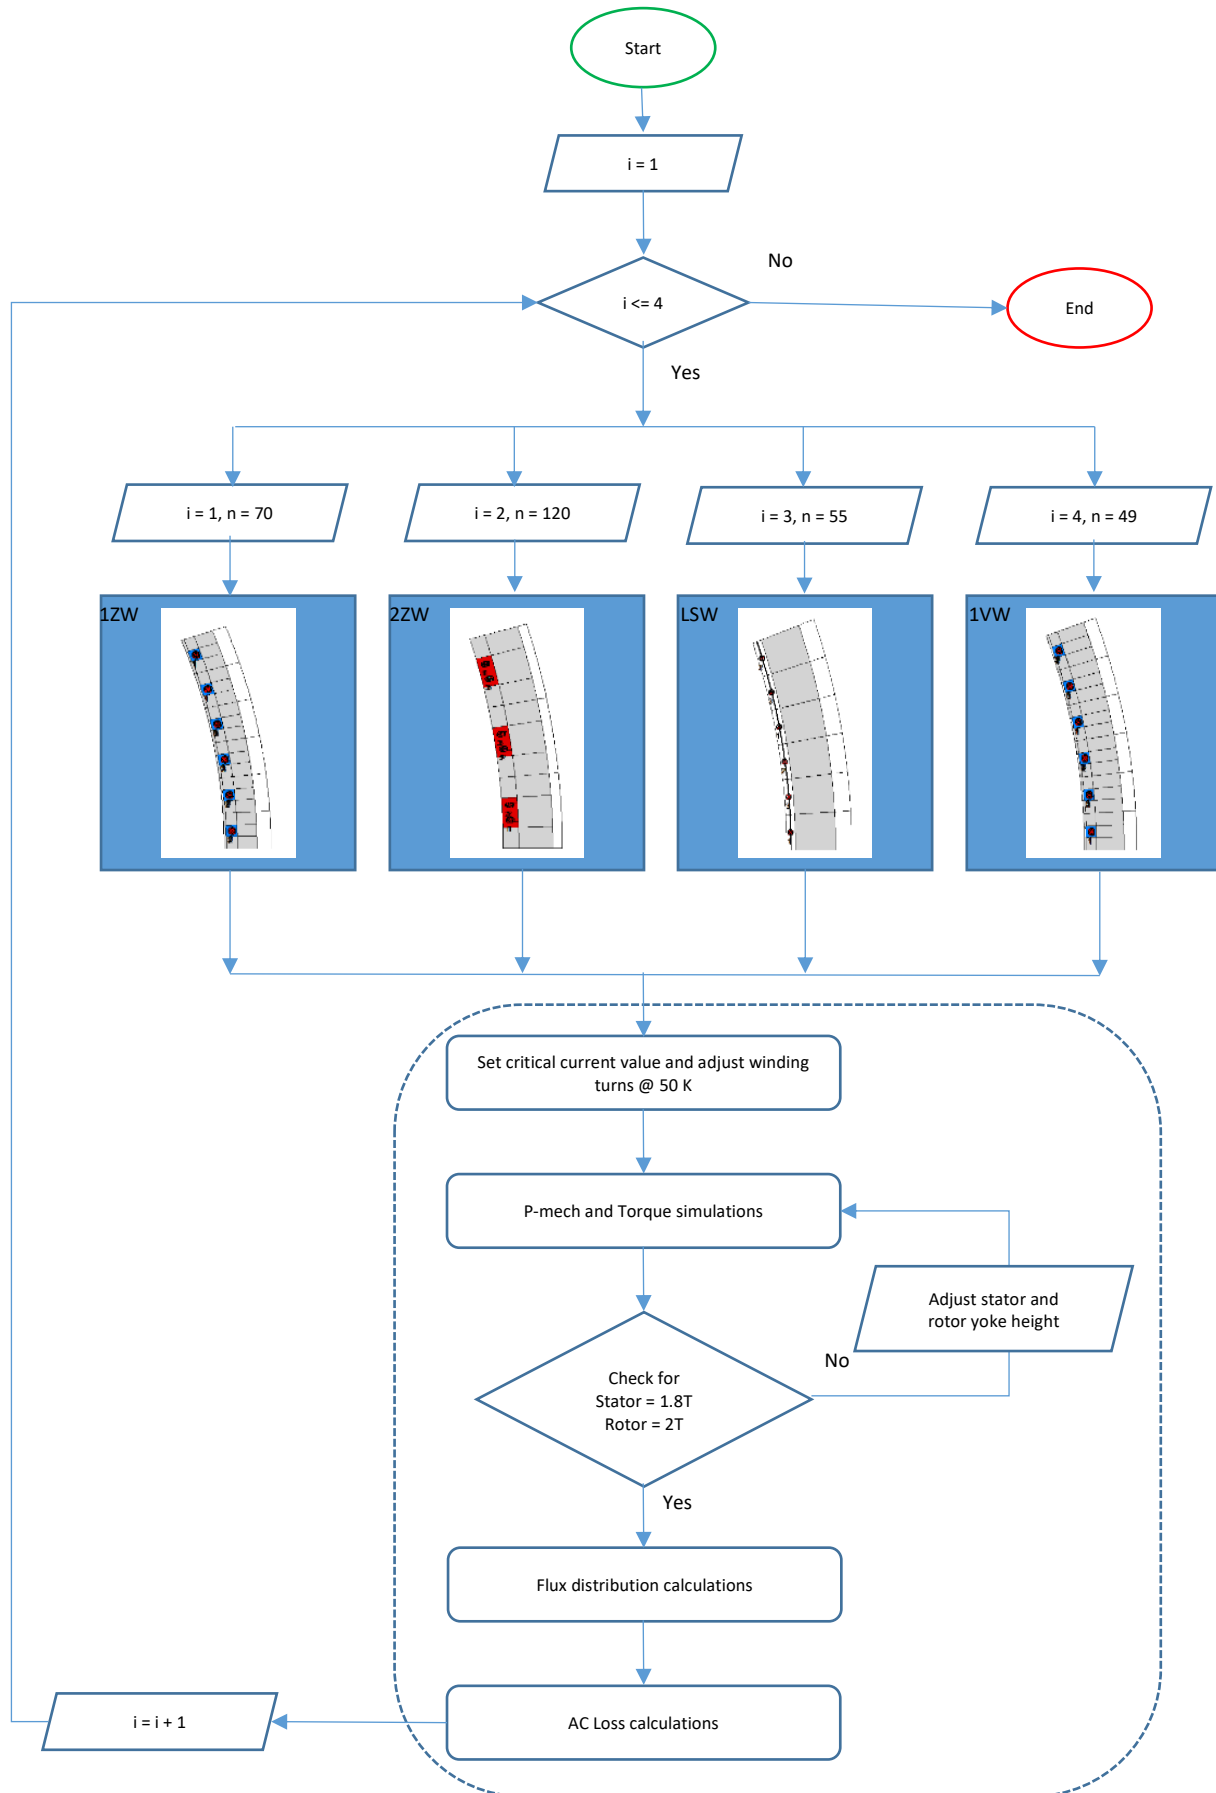 Start
i = 1
No
i <= 4
End
Yes
i = 1, n = 70
i = 2, n = 120
i = 3, n = 55
i = 4, n = 49
1ZW
2ZW
LSW
1VW
Set critical current value and adjust winding
turns @ 50 K
P-mech and Torque simulations
Adjust stator and
rotor yoke height
No
Check for
Stator = 1.8T
Rotor = 2T
Yes
Flux distribution calculations
AC Loss calculations
i = i + 1